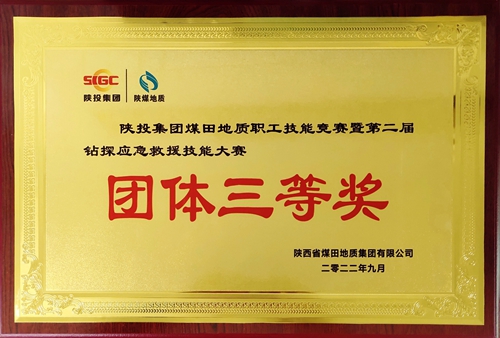 SCGC
陕投集团 陕煤地质
陕投集团煤田地质职工技能竞赛暨第二届
钻探应急救援技能大赛
团体三等奖
陕西省煤田地质集团有限公司
二零二二年九月